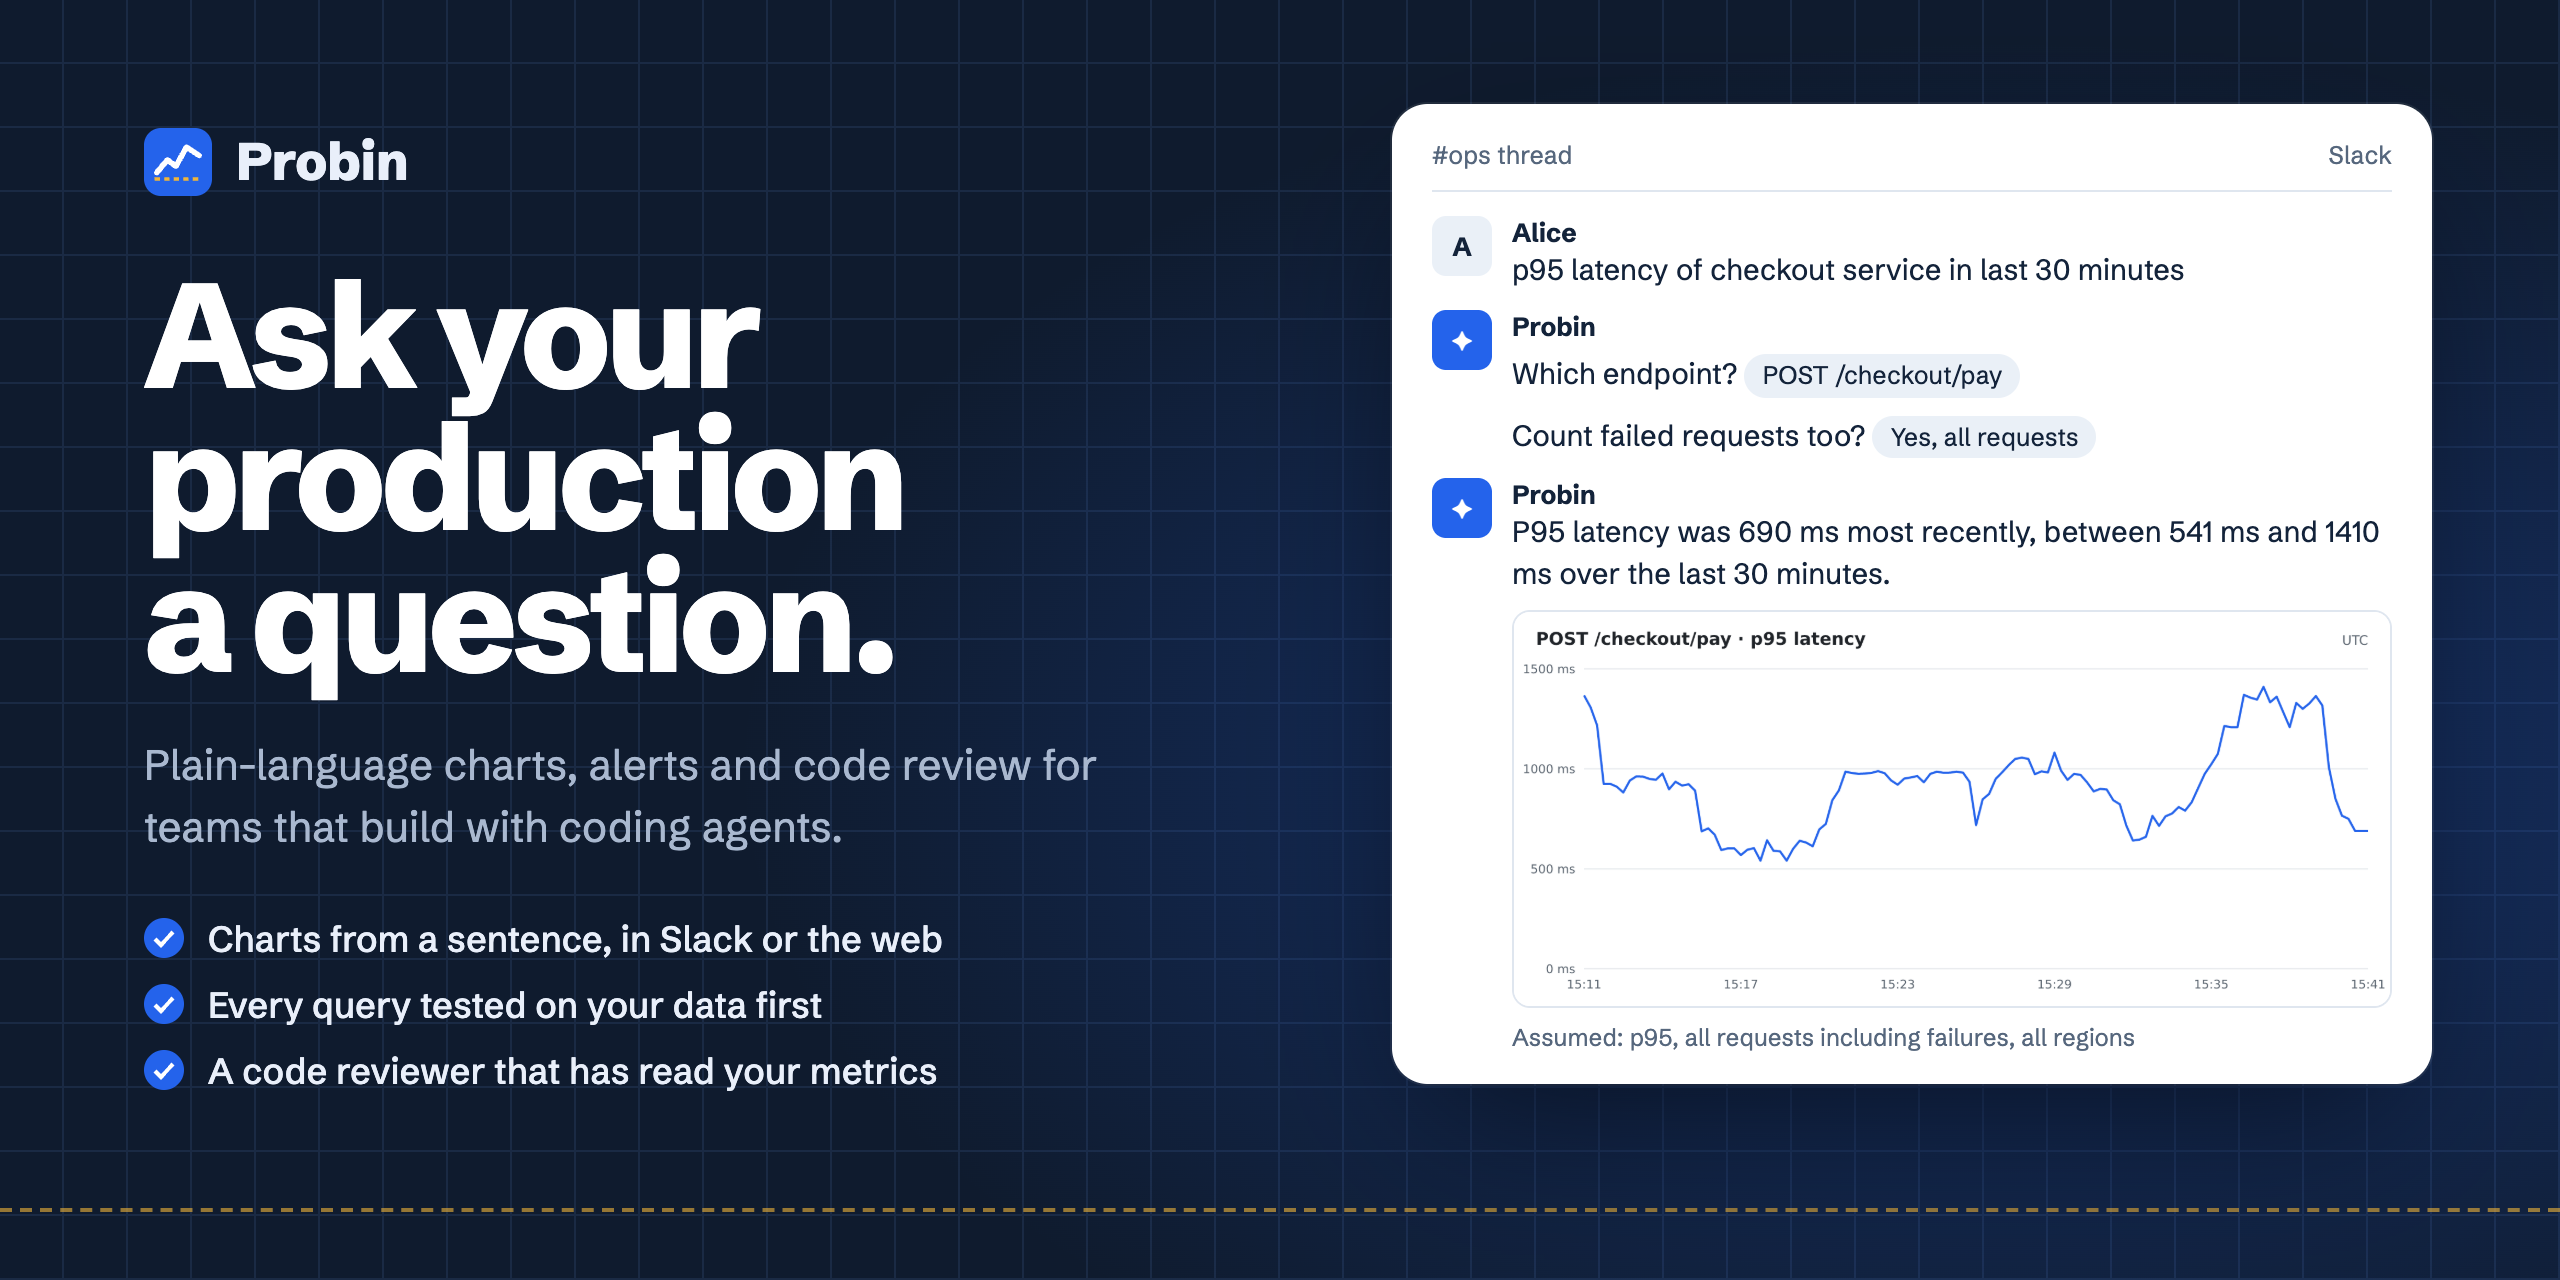 Probin
Ask your
production
a question.
Plain-language charts, alerts and code review for
teams that build with coding agents.
Charts from a sentence, in Slack or the web
Every query tested on your data first
A code reviewer that has read your metrics
#ops thread
Slack
A
Alice
p95 latency of checkout service in last 30 minutes
Probin
Which endpoint? POST /checkout/pay
Count failed requests too? Yes, all requests
Probin
P95 latency was 690 ms most recently, between 541 ms and 1410
ms over the last 30 minutes.
POST /checkout/pay · p95 latency
UTC
1500 ms
1000 ms
500 ms
0 ms
15:11 15:17 15:23 15:29 15:35 15:41
Assumed: p95, all requests including failures, all regions